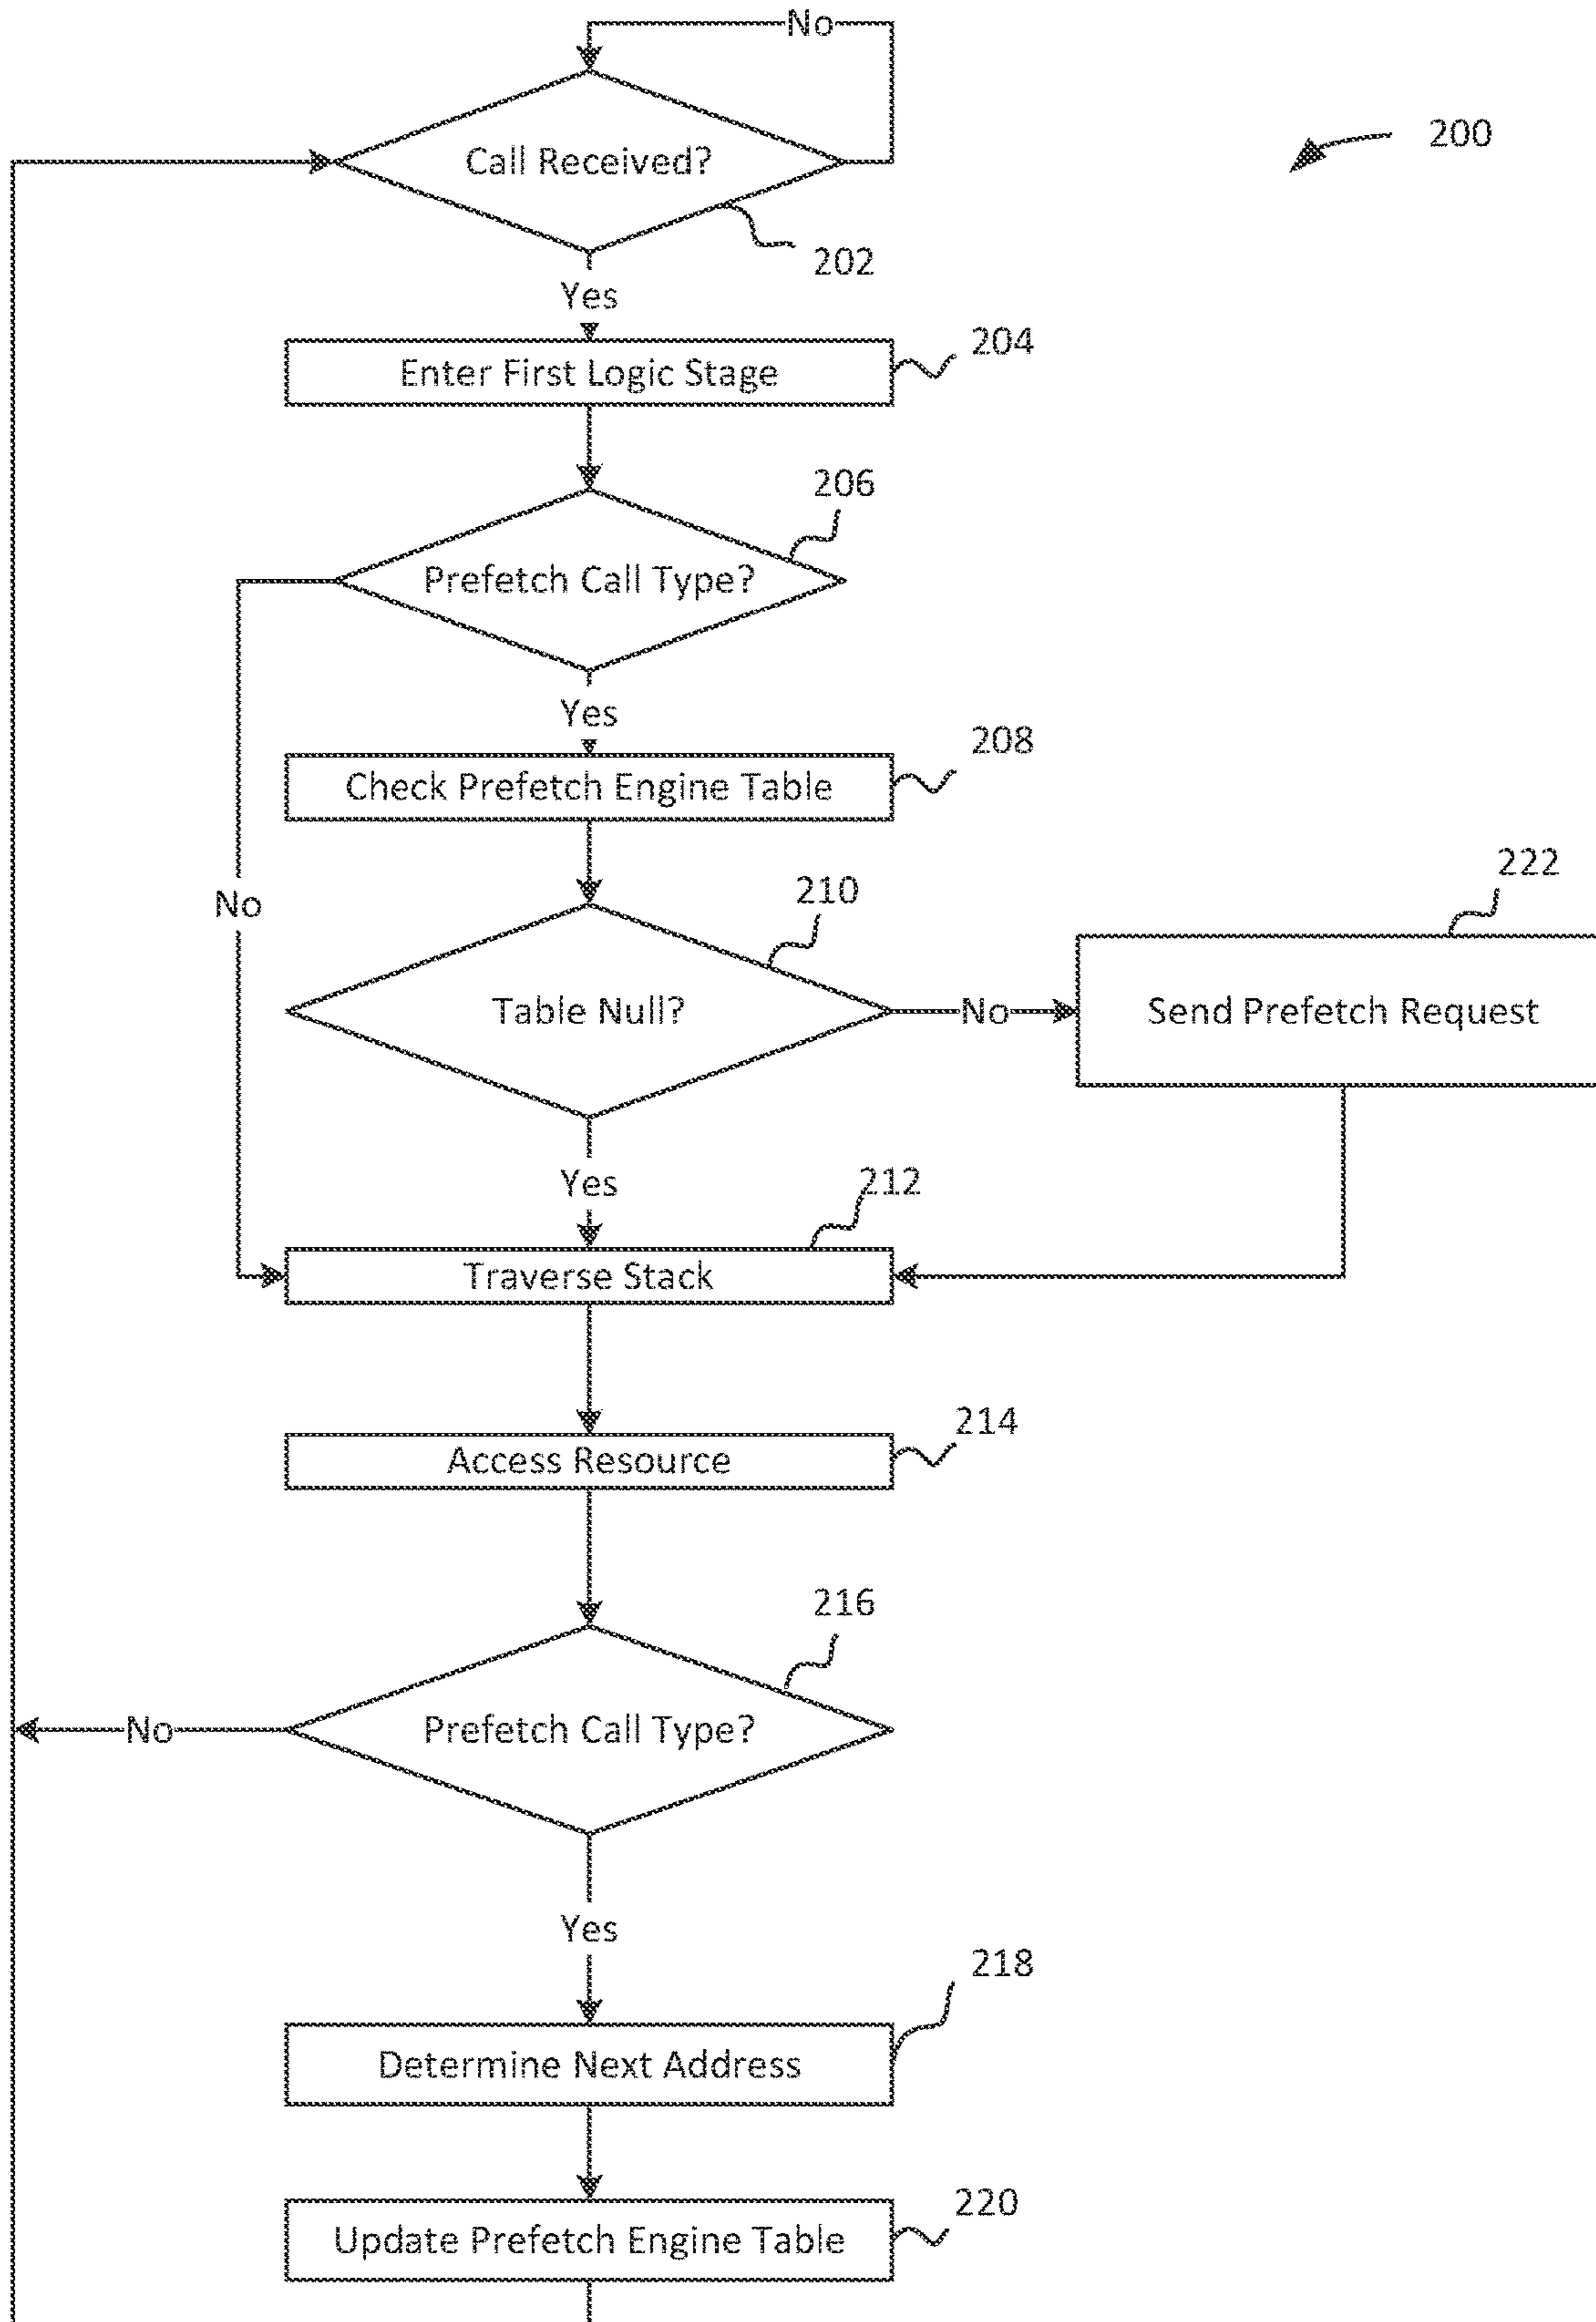 No
200
Call Received?
202
Yes
204
Enter First Logic Stage
206
Prefetch Call Type?
Yes
208
Check Prefetch Engine Table
222
210
No
Table Null?
No
Send Prefetch Request
Yes
212
Traverse Stack
214
Access Resource
216
No
Prefetch Call Type?
Yes
218
Determine Next Address
220
Update Prefetch Engine Table